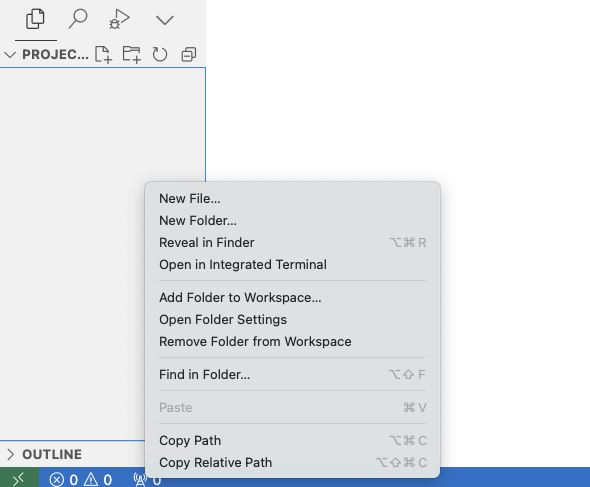 PROJEC...
New File...
New Folder...
Reveal in Finder ⌥⌘R
Open in Integrated Terminal
Add Folder to Workspace...
Open Folder Settings
Remove Folder from Workspace
Find in Folder... ⌥⇧F
Paste ⌘V
Copy Path ⌥⌘C
Copy Relative Path ⌥⇧⌘C
OUTLINE
0 0 0